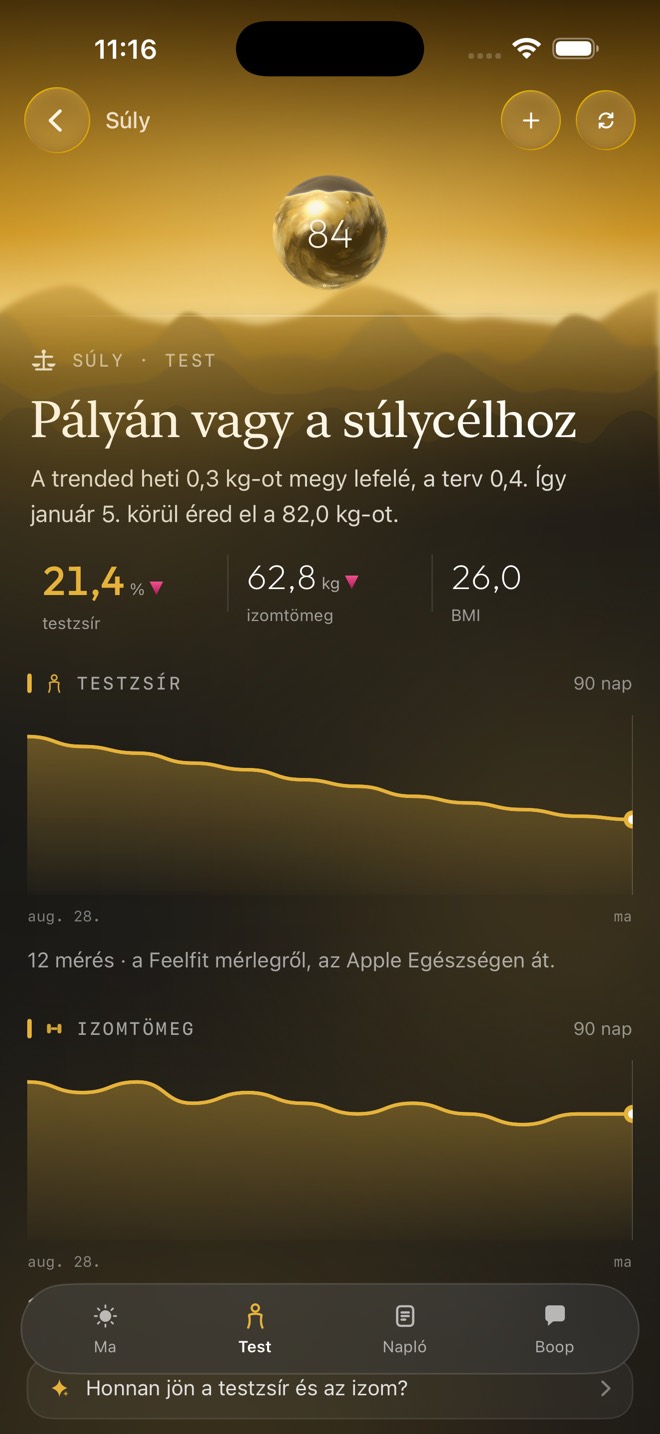 11:16
Súly
84
SÚLY · TEST
Pályán vagy a súlycélhoz
A trended heti 0,3 kg-ot megy lefelé, a terv 0,4. Így
január 5. körül éred el a 82,0 kg-ot.
21,4 % 62,8 kg 26,0
testzsír izomtömeg BMI
TESTZSÍR 90 nap
aug. 28. ma
12 mérés · a Feelfit mérlegről, az Apple Egészségen át.
IZOMTÖMEG 90 nap
aug. 28. ma
Ma Test Napló Boop
Honnan jön a testzsír és az izom?